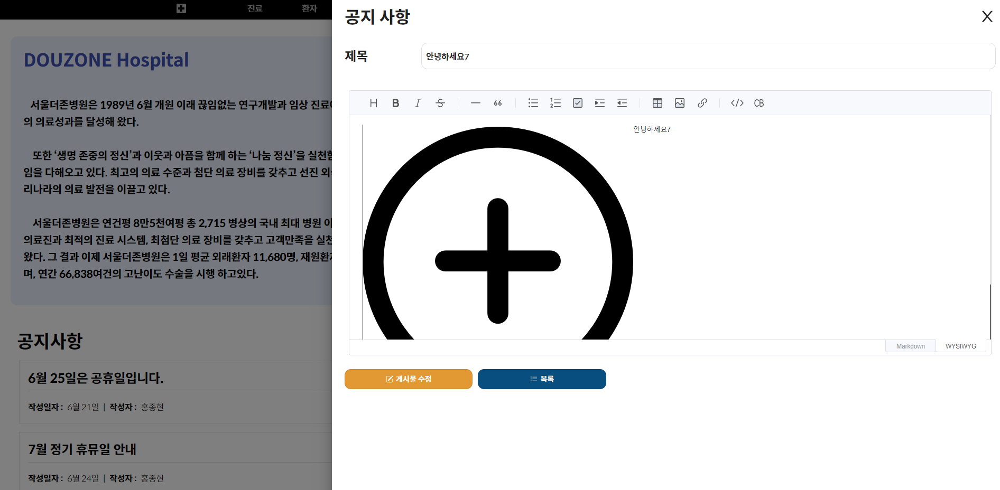 진료 환자
DOUZONE Hospital
서울더존병원은 1989년 6월 개원 이래 끊임없는 연구개발과 임상 진료
의 의료성과를 달성해 왔다.
또한 ‘생명 존중의 정신’과 이웃과 아픔을 함께 하는 ‘나눔 정신’을 실천
임을 다해오고 있다. 최고의 의료 수준과 첨단 의료 장비를 갖추고 선진
리나라의 의료 발전을 이끌고 있다.
서울더존병원은 연건평 8만5천여평 총 2,715 병상의 국내 최대 병원
의료진과 최적의 진료 시스템, 최첨단 의료 장비를 갖추고 고객만족을 실천
왔다. 그 결과 이제 서울더존병원은 1일 평균 외래환자 11,680명, 재원환
며, 연간 66,838여건의 고난이도 수술을 시행 하고있다.
공지사항
6월 25일은 공휴일입니다.
작성일자 : 6월 21일 | 작성자 : 홍종현
7월 정기 휴뮤일 안내
작성일자 : 6월 24일 | 작성자 : 홍종현
공지 사항
X
제목
안녕하세요7
H B I S 66 </> CB
안녕하세요7
Markdown WYSIWYG
게시물 수정
목록